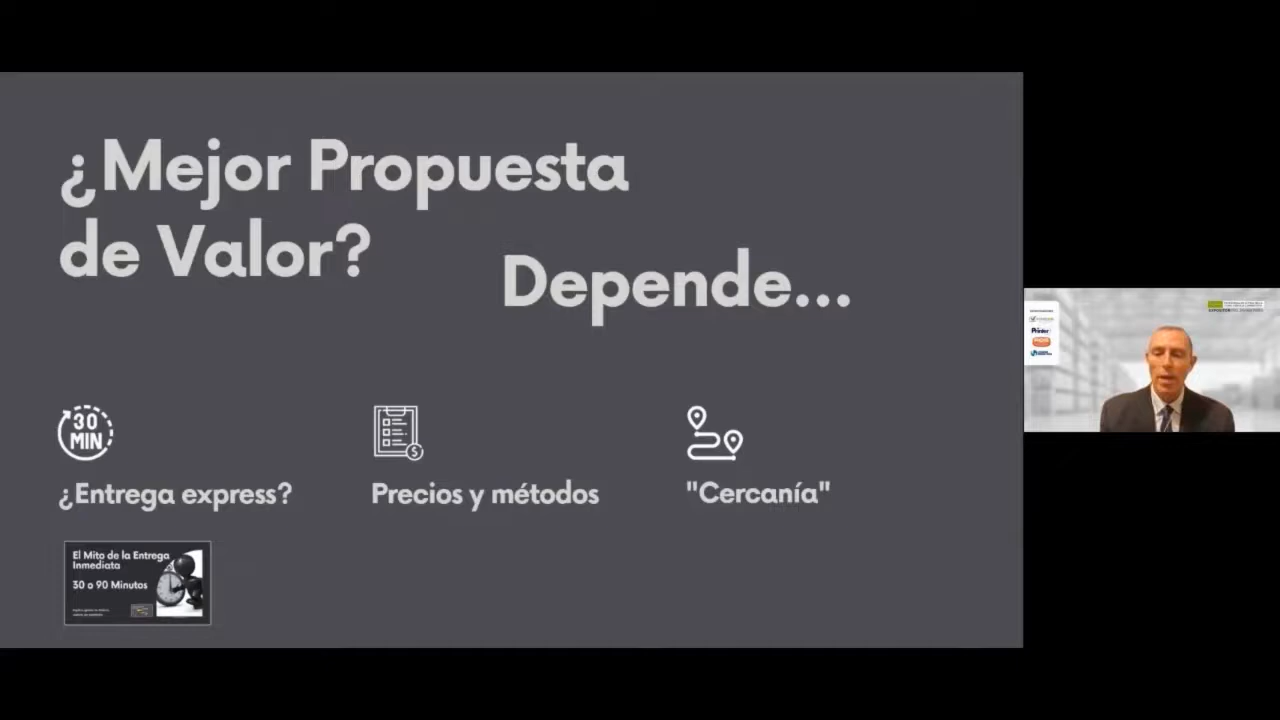 ¿Mejor Propuesta
de Valor?
Depende...
30
MIN
$
¿Entrega express?
Precios y métodos
"Cercanía"
El Mito de la Entrega
Inmediata
30 a 90 Minutos